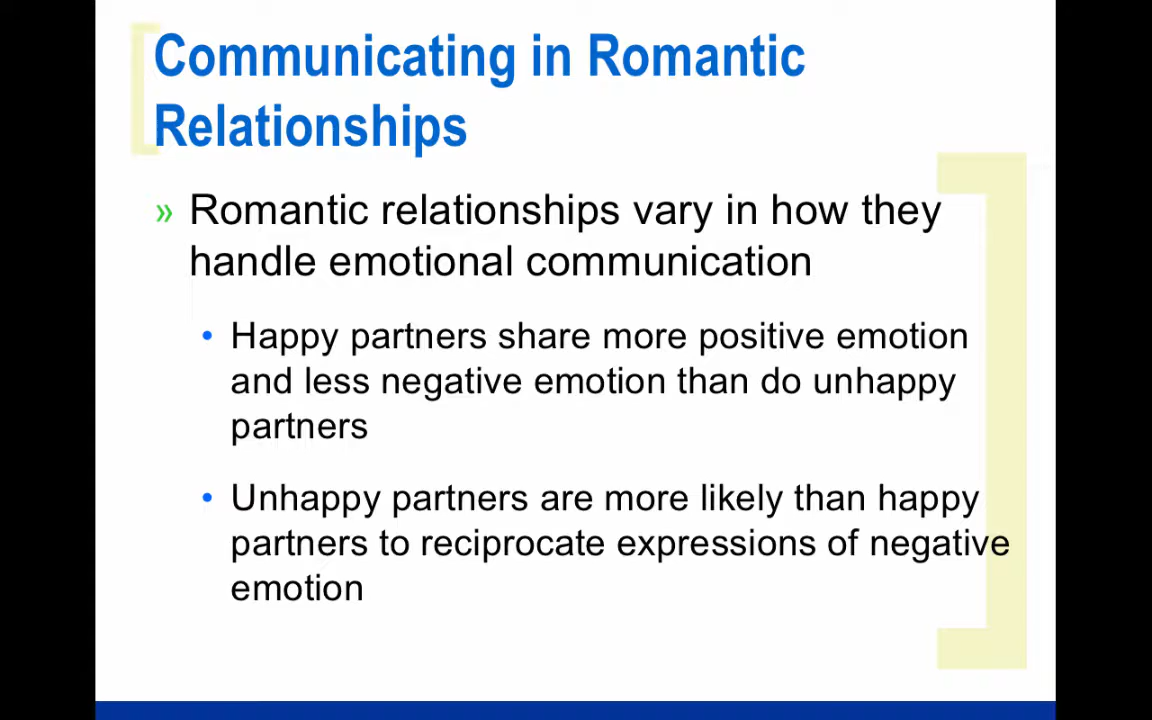 Communicating in Romantic
Relationships
» Romantic relationships vary in how they
handle emotional communication
• Happy partners share more positive emotion
and less negative emotion than do unhappy
partners
• Unhappy partners are more likely than happy
partners to reciprocate expressions of negative
emotion